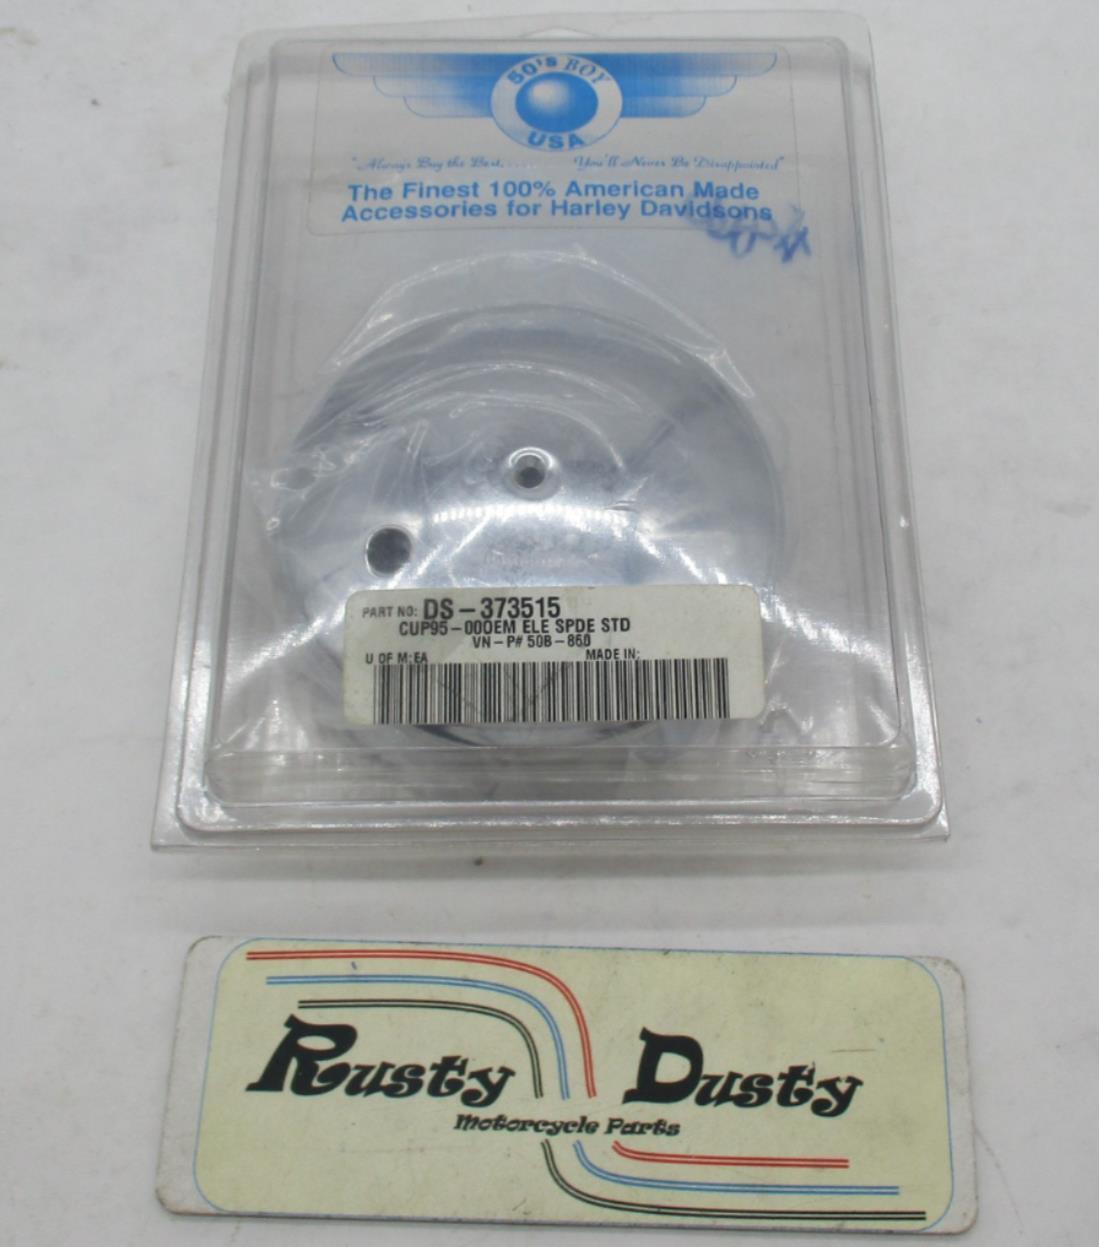 50's BOY
USA
"Always Buy the Best, ..... You'll Never Be Disappointed"
The Finest 100% American Made
Accessories for Harley Davidsons
PART NO: DS-373515
CUP95-00OEM ELE SPDE STD
VN-P# 50B-860
U OF M: EA MADE IN:
Rusty Dusty
Motorcycle Parts